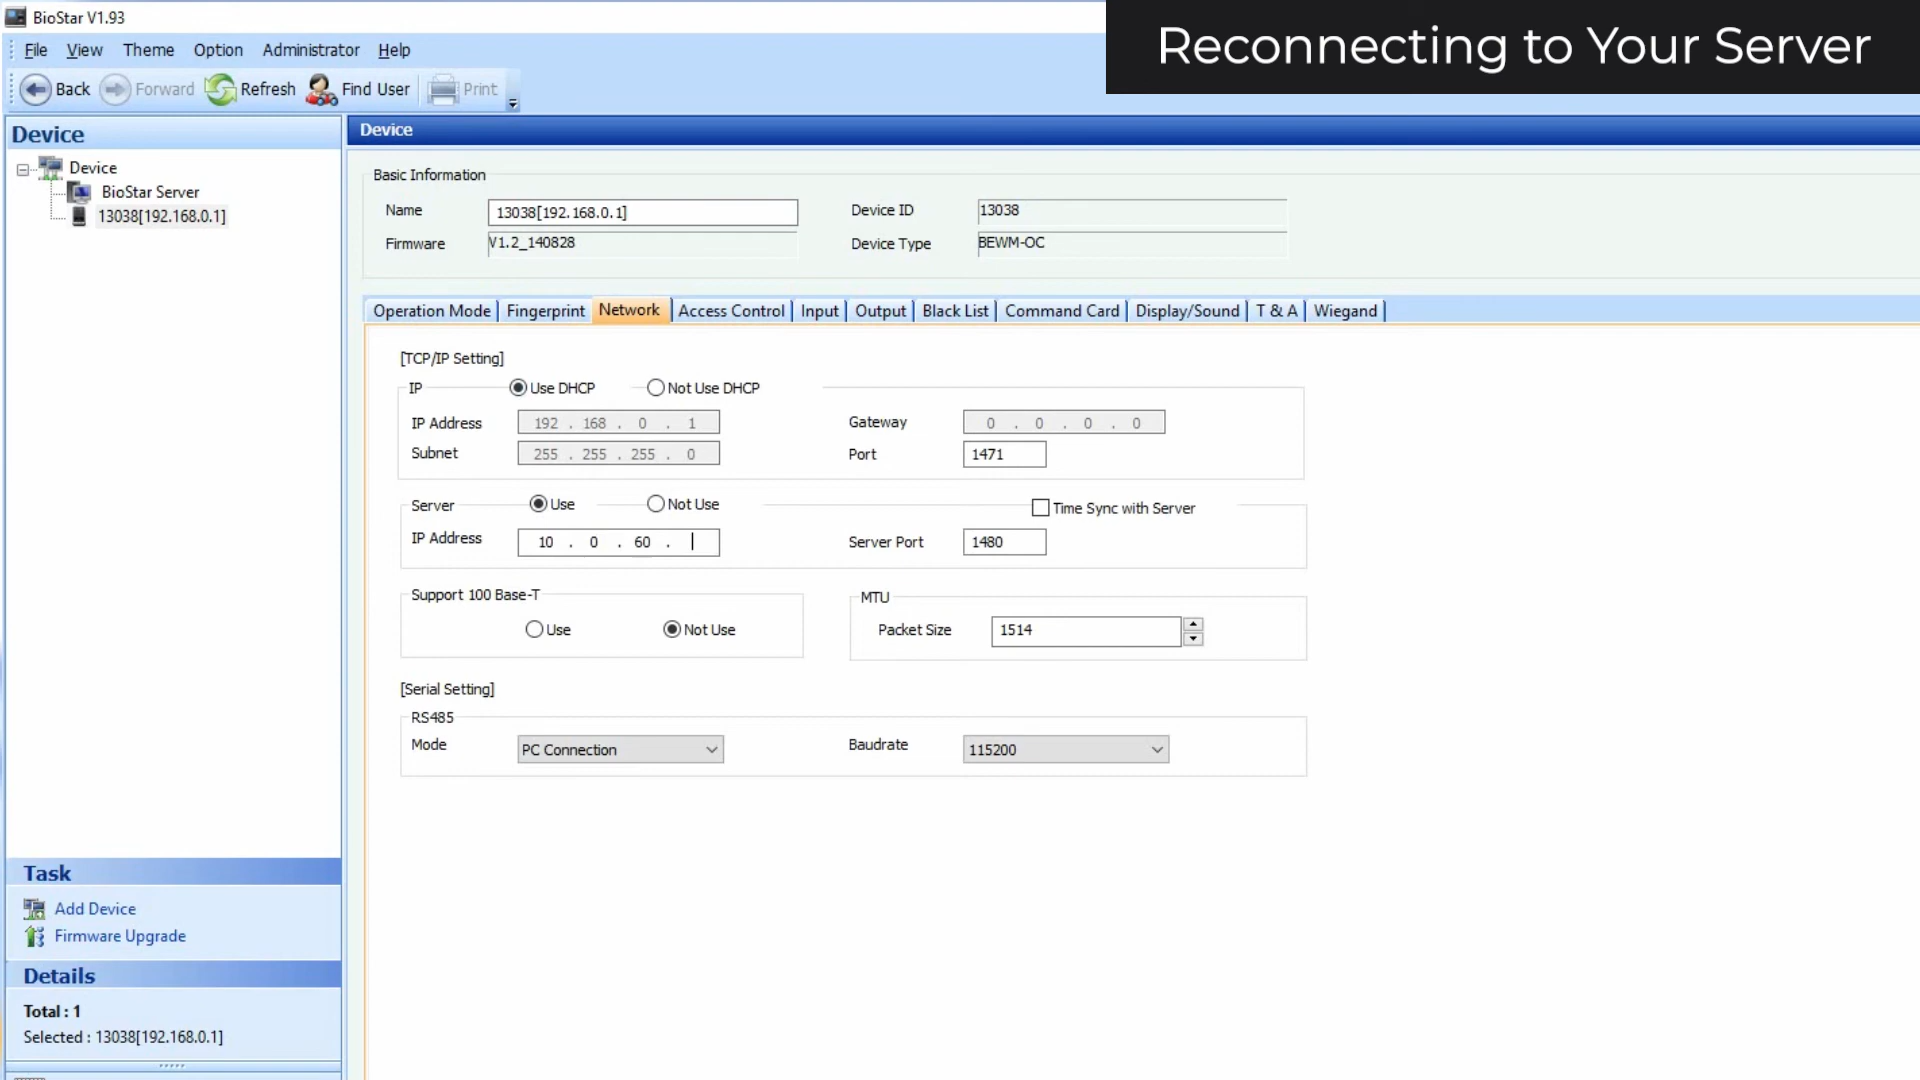 BioStar V1.93
Reconnecting to Your Server
File View Theme Option Administrator Help
Back Forward Refresh Find User Print
Device
Device
BioStar Server
13038[192.168.0.1]
Device
Basic Information
Name 13038[192.168.0.1] Device ID 13038
Firmware V1.2_140828 Device Type BEWM-OC
Operation Mode Fingerprint Network Access Control Input Output Black List Command Card Display/Sound T & A Wiegand
[TCP/IP Setting]
IP Use DHCP Not Use DHCP
IP Address 192 . 168 . 0 . 1 Gateway 0 . 0 . 0 . 0
Subnet 255 . 255 . 255 . 0 Port 1471
Server Use Not Use Time Sync with Server
IP Address 10 . 0 . 60 . Server Port 1480
Support 100 Base-T MTU
Use Not Use Packet Size 1514
[Serial Setting]
RS485
Mode PC Connection Baudrate 115200
Task
Add Device
Firmware Upgrade
Details
Total : 1
Selected : 13038[192.168.0.1]